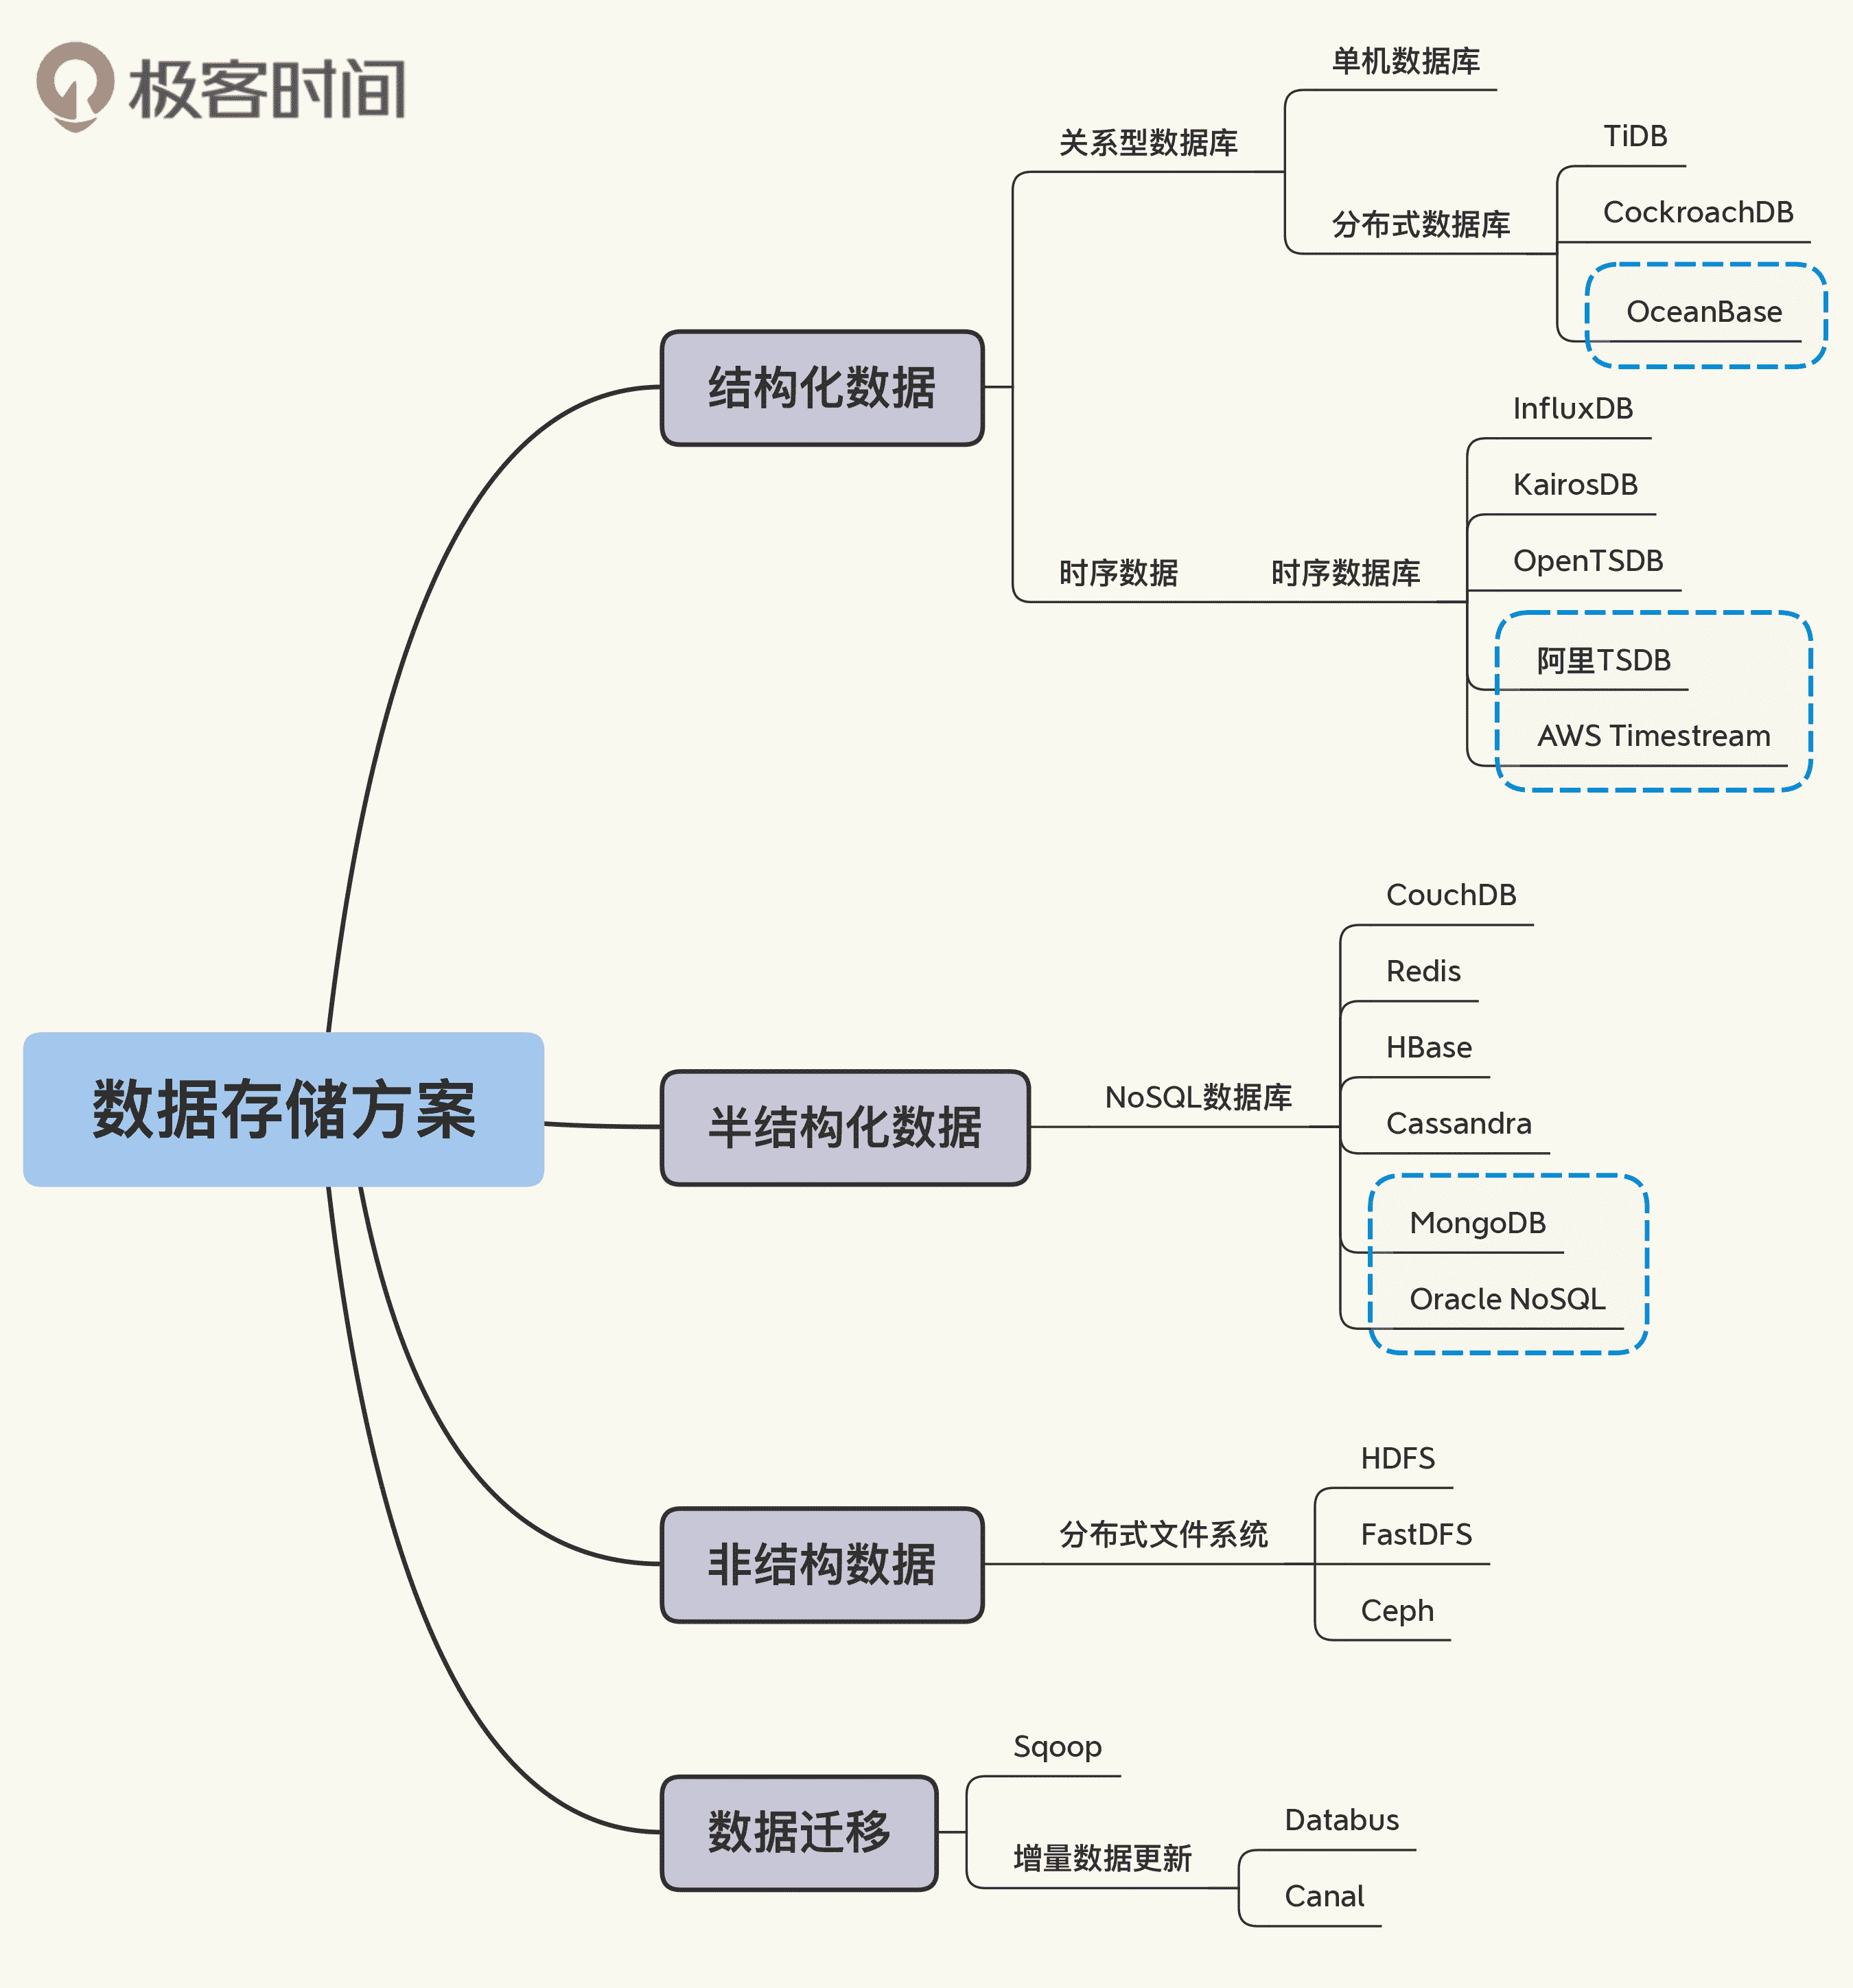 极客时间
数据存储方案
结构化数据
关系型数据库
单机数据库
分布式数据库
TiDB
CockroachDB
OceanBase
时序数据
时序数据库
InfluxDB
KairosDB
OpenTSDB
阿里TSDB
AWS Timestream
半结构化数据
NoSQL数据库
CouchDB
Redis
HBase
Cassandra
MongoDB
Oracle NoSQL
非结构数据
分布式文件系统
HDFS
FastDFS
Ceph
数据迁移
Sqoop
增量数据更新
Databus
Canal